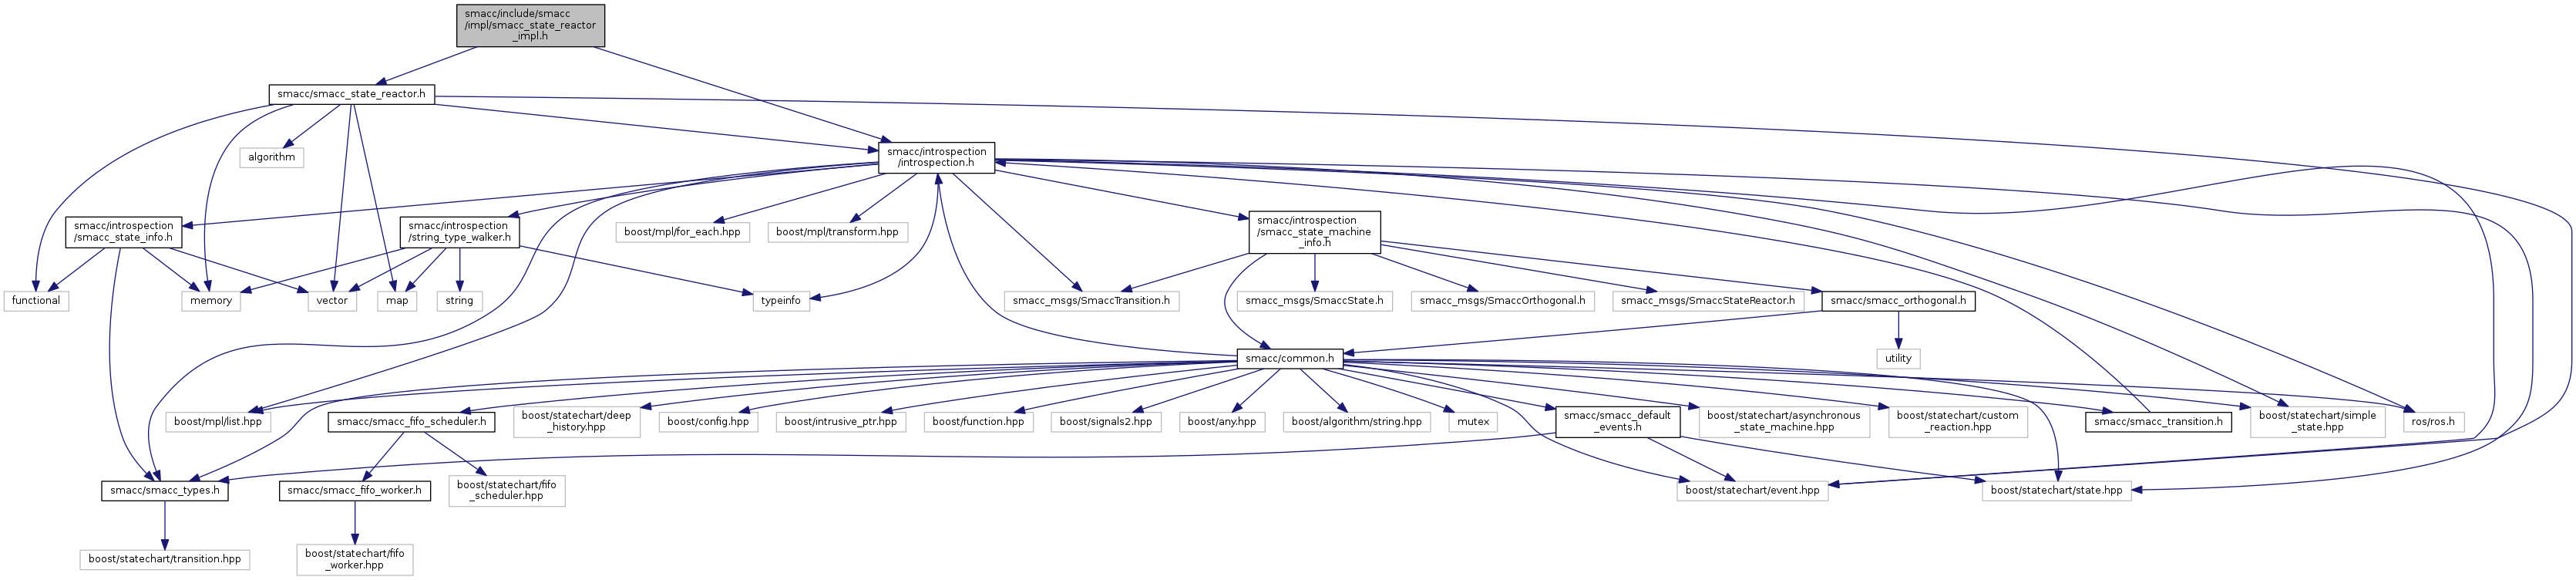 smacc/include/smacc
/impl/smacc_state_reactor
_impl.h
smacc/smacc_state_reactor.h
algorithm
smacc/introspection
/introspection.h
smacc/introspection
/smacc_state_info.h
smacc/introspection
/string_type_walker.h
boost/mpl/for_each.hpp
boost/mpl/transform.hpp
smacc/introspection
/smacc_state_machine
_info.h
functional
memory
vector
map
string
typeinfo
smacc_msgs/SmaccTransition.h
smacc_msgs/SmaccState.h
smacc_msgs/SmaccOrthogonal.h
smacc_msgs/SmaccStateReactor.h
smacc/smacc_orthogonal.h
smacc/common.h
utility
boost/mpl/list.hpp
smacc/smacc_fifo_scheduler.h
boost/statechart/deep
_history.hpp
boost/config.hpp
boost/intrusive_ptr.hpp
boost/function.hpp
boost/signals2.hpp
boost/any.hpp
boost/algorithm/string.hpp
mutex
smacc/smacc_default
_events.h
boost/statechart/asynchronous
_state_machine.hpp
boost/statechart/custom
_reaction.hpp
smacc/smacc_transition.h
boost/statechart/simple
_state.hpp
ros/ros.h
smacc/smacc_types.h
smacc/smacc_fifo_worker.h
boost/statechart/fifo
_scheduler.hpp
boost/statechart/event.hpp
boost/statechart/state.hpp
boost/statechart/transition.hpp
boost/statechart/fifo
_worker.hpp